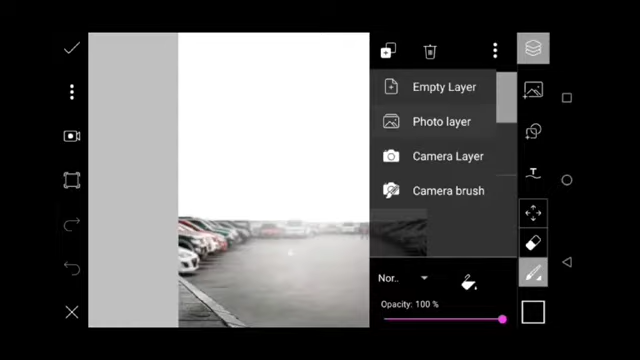 Empty Layer
Photo layer
Camera Layer
Camera brush
Nor..
Opacity: 100 %